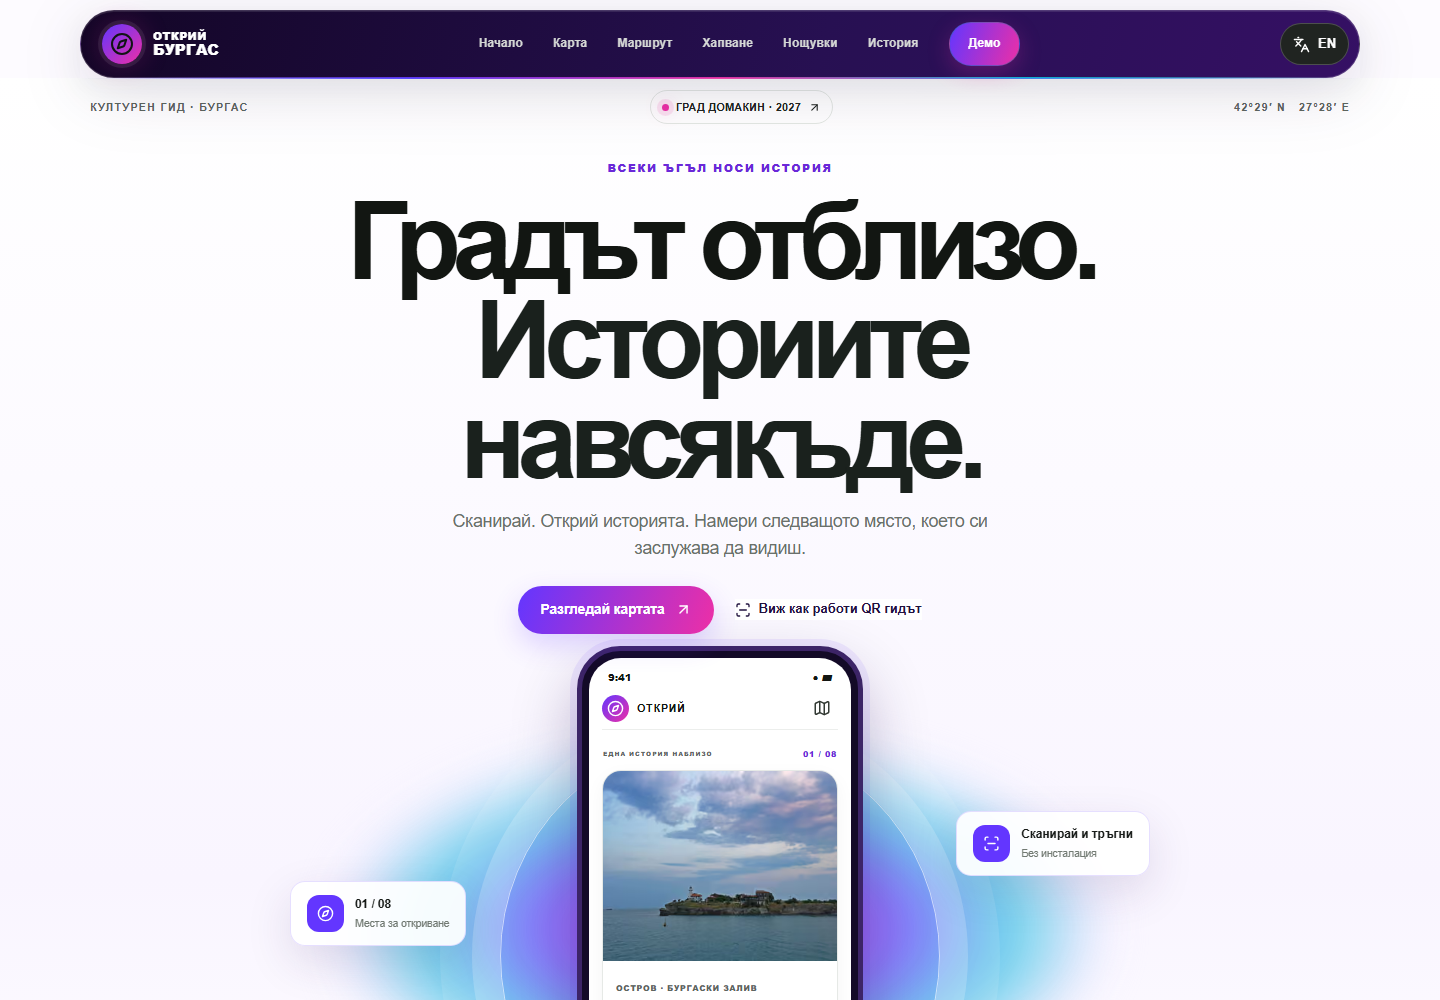 ОТКРИЙ
БУРГАС
Начало
Карта
Маршрут
Хапване
Нощувки
История
Демо
EN
КУЛТУРЕН ГИД · БУРГАС
ГРАД ДОМАКИН · 2027
42°29′ N 27°28′ E
ВСЕКИ ЪГЪЛ НОСИ ИСТОРИЯ
Градът отблизо.
Историите
навсякъде.
Сканирай. Открий историята. Намери следващото място, което си
заслужава да видиш.
Разгледай картата
Виж как работи QR гидът
9:41
ОТКРИЙ
ЕДНА ИСТОРИЯ НАБЛИЗО
01 / 08
Сканирай и тръгни
Без инсталация
01 / 08
Места за откриване
ОСТРОВ · БУРГАСКИ ЗАЛИВ